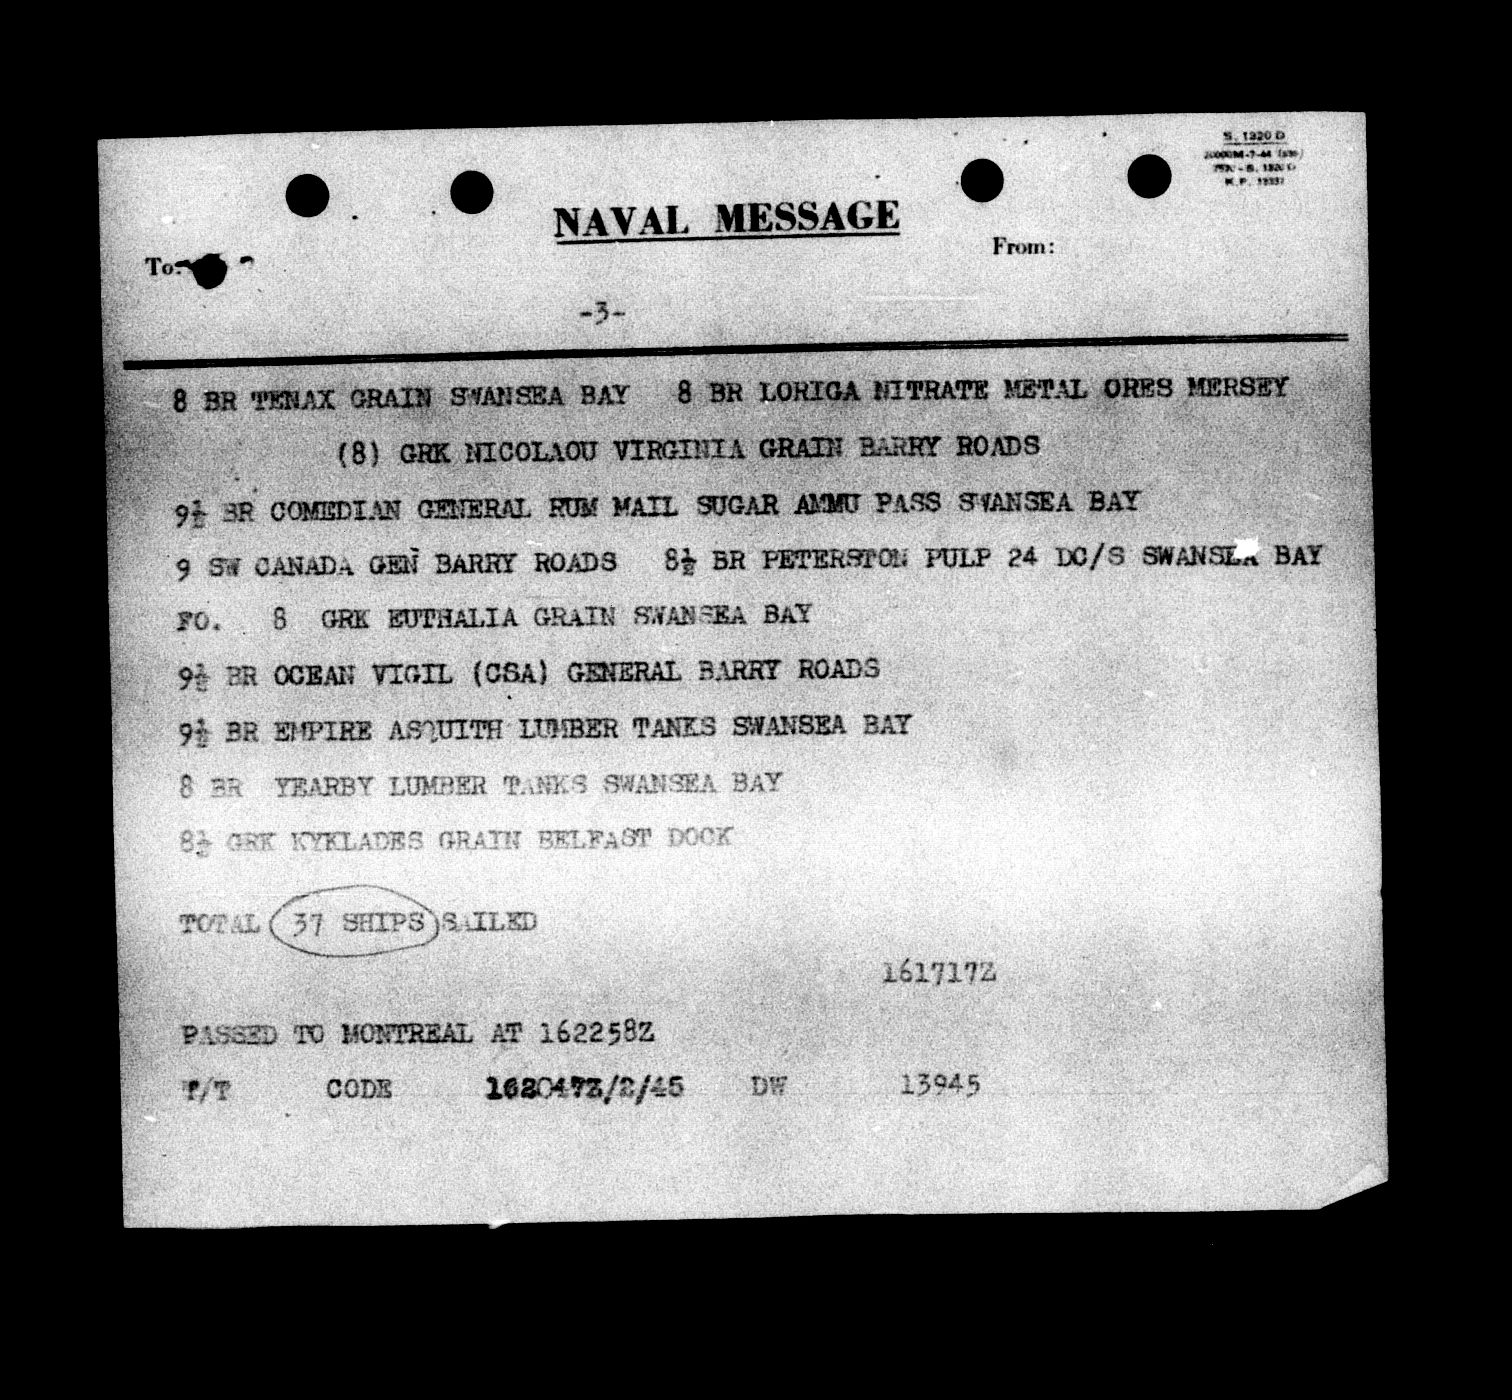 S. 1320 D
NAVAL MESSAGE
To:
From:
-3-
8 BR TENAX GRAIN SWANSEA BAY 8 BR LORIGA NITRATE METAL ORES MERSEY
(8) GRK NICOLAOU VIRGINIA GRAIN BARRY ROADS
9½ BR COMEDIAN GENERAL RUM MAIL SUGAR AMMU PASS SWANSEA BAY
9 SW CANADA GEN BARRY ROADS 8½ BR PETERSTON PULP 24 DC/S SWANSEA BAY
FO. 8 GRK EUTHALIA GRAIN SWANSEA BAY
9½ BR OCEAN VIGIL (CSA) GENERAL BARRY ROADS
9½ BR EMPIRE ASQUITH LUMBER TANKS SWANSEA BAY
8 BR YEARBY LUMBER TANKS SWANSEA BAY
8½ GRK KYKLADES GRAIN BELFAST DOCK
TOTAL 37 SHIPS SAILED
161717Z
PASSED TO MONTREAL AT 162258Z
T/T CODE 162047Z/2/45 DW 13945